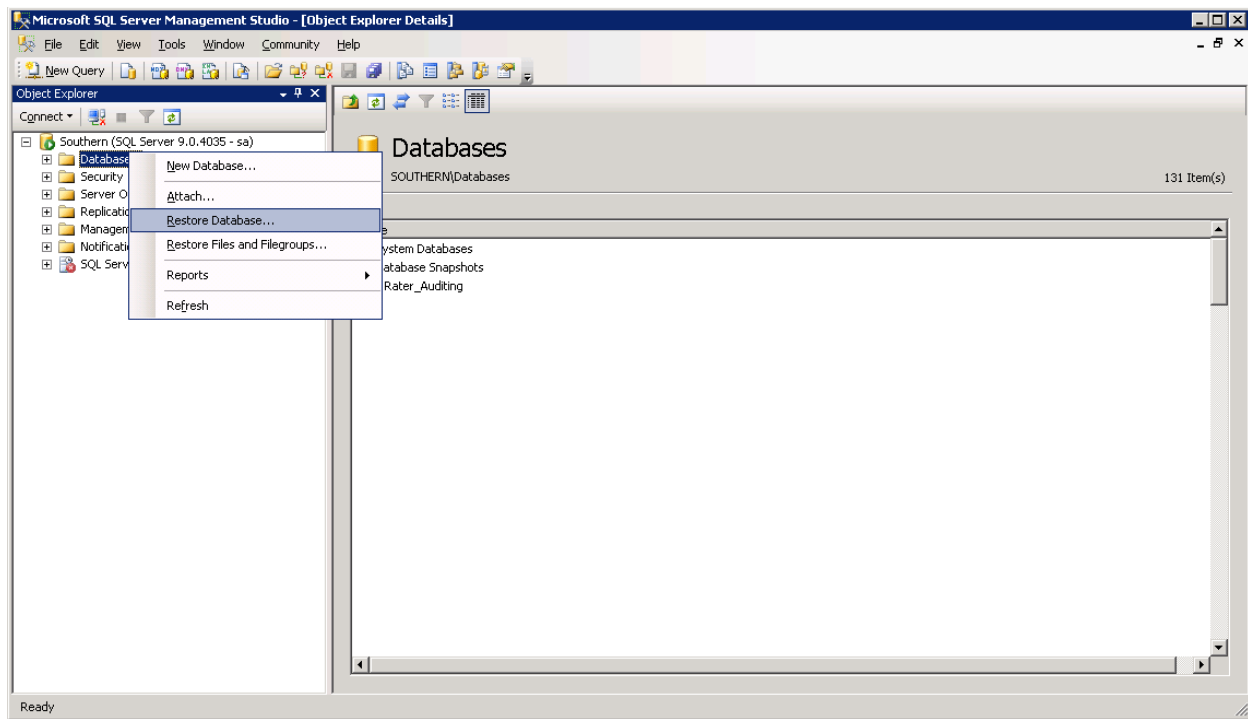 Microsoft SQL Server Management Studio - [Object Explorer Details]
File Edit View Tools Window Community Help
New Query
Object Explorer
Connect
Southern (SQL Server 9.0.4035 - sa)
Database
Security
Server O
Replicatio
Managem
Notificati
SQL Serv
New Database...
Attach...
Restore Database...
Restore Files and Filegroups...
Reports
Refresh
Databases
SOUTHERN\Databases
131 Item(s)
e
ystem Databases
atabase Snapshots
Rater_Auditing
Ready